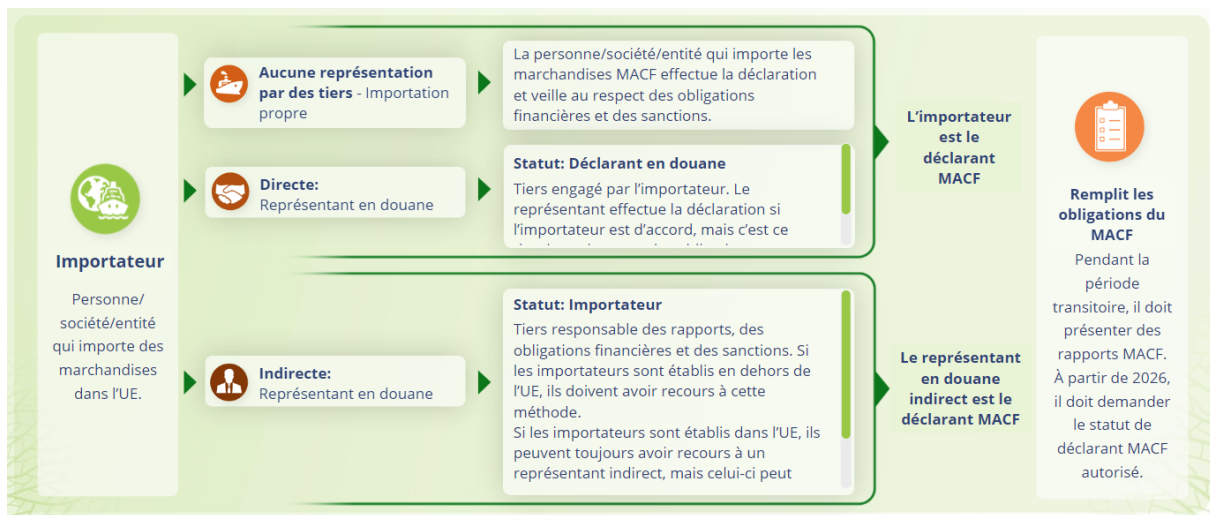 Importateur
Personne/
société/entité
qui importe des
marchandises
dans l'UE.
Aucune représentation
par des tiers - Importation
propre
La personne/société/entité qui importe les
marchandises MACF effectue la déclaration
et veille au respect des obligations
financières et des sanctions.
Directe:
Représentant en douane
Statut: Déclarant en douane
Tiers engagé par l'importateur. Le
représentant effectue la déclaration si
l'importateur est d'accord, mais c'est ce
L'importateur
est le
déclarant
MACF
Indirecte:
Représentant en douane
Statut: Importateur
Tiers responsable des rapports, des
obligations financières et des sanctions. Si
les importateurs sont établis en dehors de
l'UE, ils doivent avoir recours à cette
méthode.
Si les importateurs sont établis dans l'UE, ils
peuvent toujours avoir recours à un
représentant indirect, mais celui-ci peut
Le représentant
en douane
indirect est le
déclarant MACF
Remplit les
obligations du
MACF
Pendant la
période
transitoire, il doit
présenter des
rapports MACF.
À partir de 2026,
il doit demander
le statut de
déclarant MACF
autorisé.